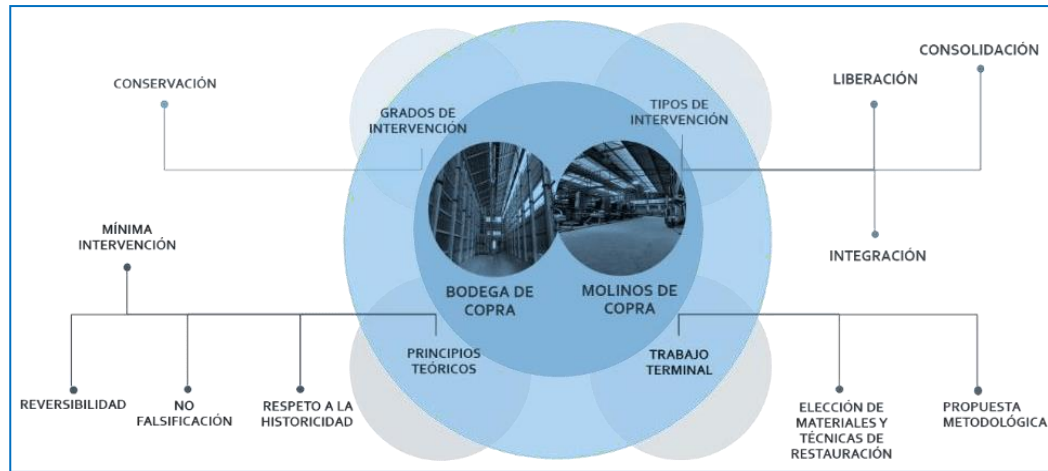 CONSERVACIÓN
GRADOS DE
INTERVENCIÓN
TIPOS DE
INTERVENCIÓN
LIBERACIÓN
CONSOLIDACIÓN
INTEGRACIÓN
BODEGA DE
COPRA
MOLINOS DE
COPRA
MÍNIMA
INTERVENCIÓN
PRINCIPIOS
TEÓRICOS
REVERSIBILIDAD
NO
FALSIFICACIÓN
RESPETO A LA
HISTORICIDAD
TRABAJO
TERMINAL
ELECCIÓN DE
MATERIALES Y
TÉCNICAS DE
RESTAURACIÓN
PROPUESTA
METODOLÓGICA